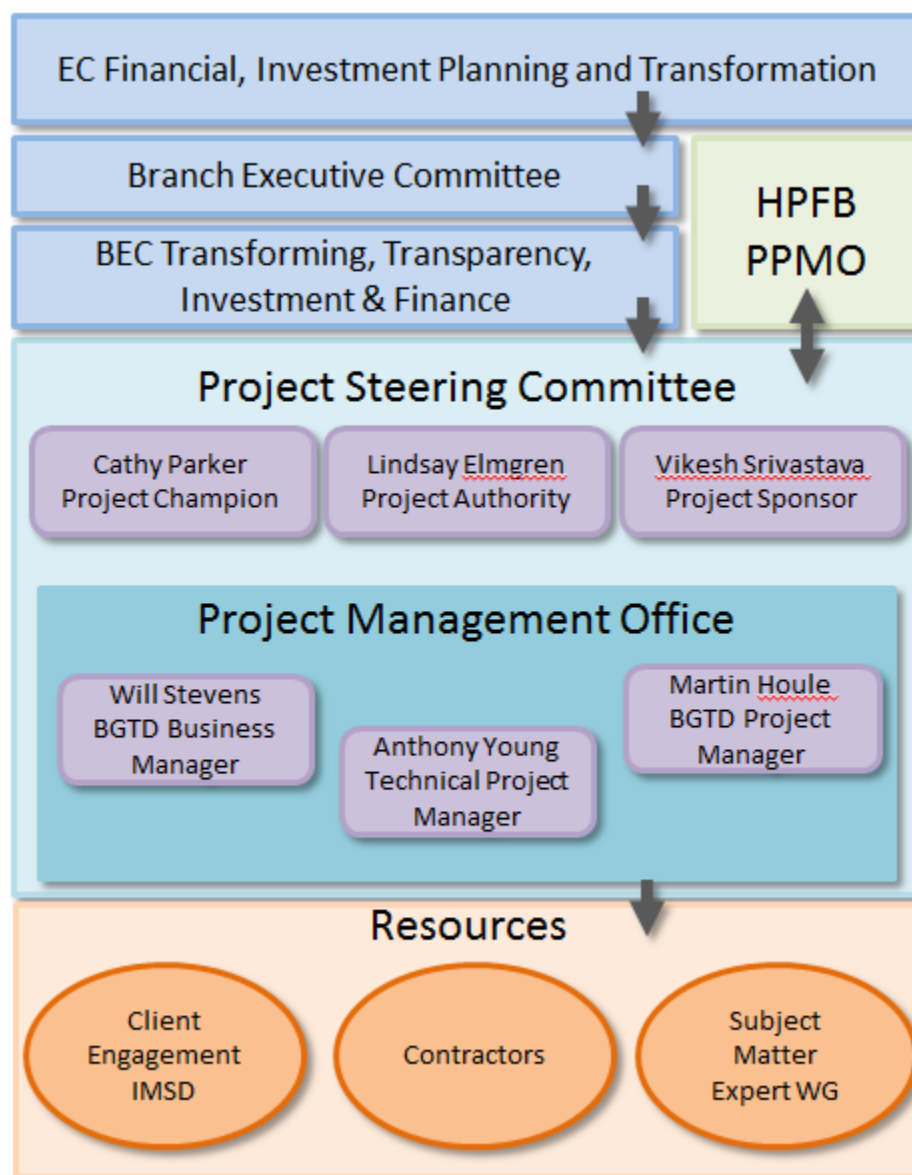 EC Financial, Investment Planning and Transformation
Branch Executive Committee
BEC Transforming, Transparency,
Investment & Finance
HPFB
PPMO
Project Steering Committee
Cathy Parker
Project Champion
Lindsay Elmgren
Project Authority
Vikesh Srivastava
Project Sponsor
Project Management Office
Will Stevens
BGTD Business
Manager
Anthony Young
Technical Project
Manager
Martin Houle
BGTD Project
Manager
Resources
Client
Engagement
IMSD
Contractors
Subject
Matter
Expert WG